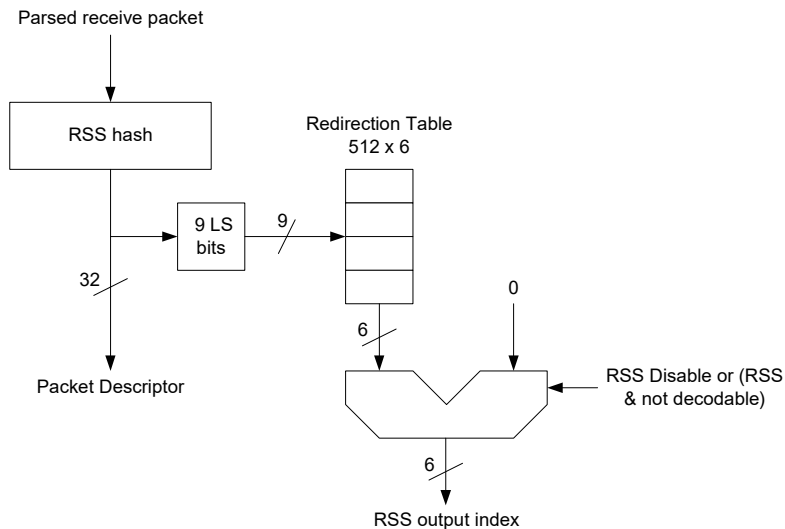 Parsed receive packet
RSS hash
Redirection Table
512 x 6
9 LS
bits
9
32
0
6
Packet Descriptor
RSS Disable or (RSS
& not decodable)
6
RSS output index